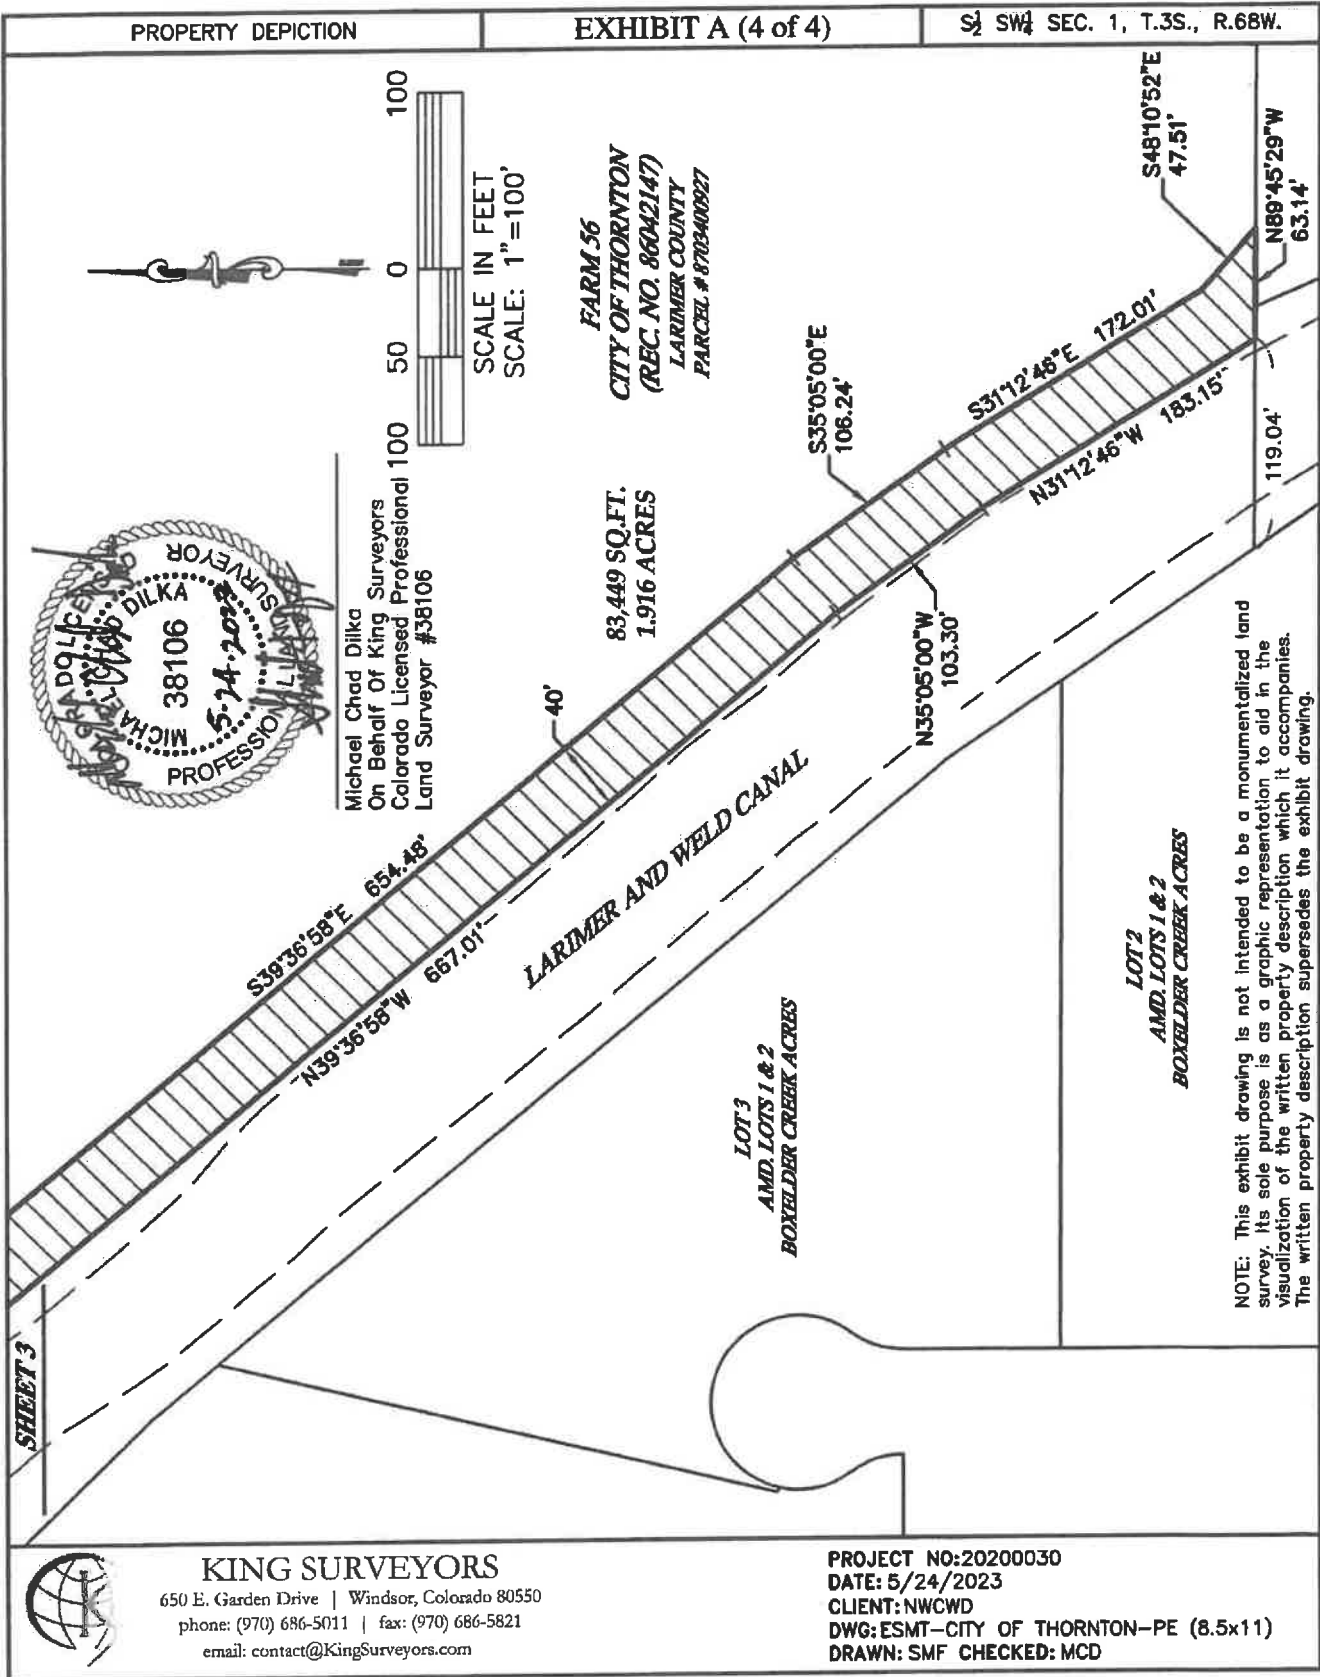 PROPERTY DEPICTION
EXHIBIT A (4 of 4)
S½ SW¼ SEC. 1, T.3S., R.68W.
100
0
50
100
SCALE IN FEET
SCALE: 1"=100'
FARM 56
CITY OF THORNTON
(REC. NO. 86042147)
LARIMER COUNTY
PARCEL # 8703400927
83,449 SQ.FT.
1.916 ACRES
MICHAEL CHAD DILKA
38106
5-24-2023
PROFESSIONAL LAND SURVEYOR
Michael Chad Dilka
On Behalf Of King Surveyors
Colorado Licensed Professional
Land Surveyor #38106
S48°10'52"E
47.51'
N89°45'29"W
63.14'
S31°12'46"E 172.01'
N31°12'46"W 183.15'
119.04'
S35°05'00"E
106.24'
N35°05'00"W
103.30'
40'
S39°36'58"E 654.48'
N39°36'58"W 667.01'
LARIMER AND WELD CANAL
LOT 3
AMD. LOTS 1 & 2
BOXELDER CREEK ACRES
LOT 2
AMD. LOTS 1 & 2
BOXELDER CREEK ACRES
SHEET 3
NOTE: This exhibit drawing is not intended to be a monumentalized land
survey. Its sole purpose is as a graphic representation to aid in the
visualization of the written property description which it accompanies.
The written property description supersedes the exhibit drawing.
KING SURVEYORS
650 E. Garden Drive | Windsor, Colorado 80550
phone: (970) 686-5011 | fax: (970) 686-5821
email: contact@KingSurveyors.com
PROJECT NO:20200030
DATE: 5/24/2023
CLIENT: NWCWD
DWG: ESMT-CITY OF THORNTON-PE (8.5x11)
DRAWN: SMF CHECKED: MCD